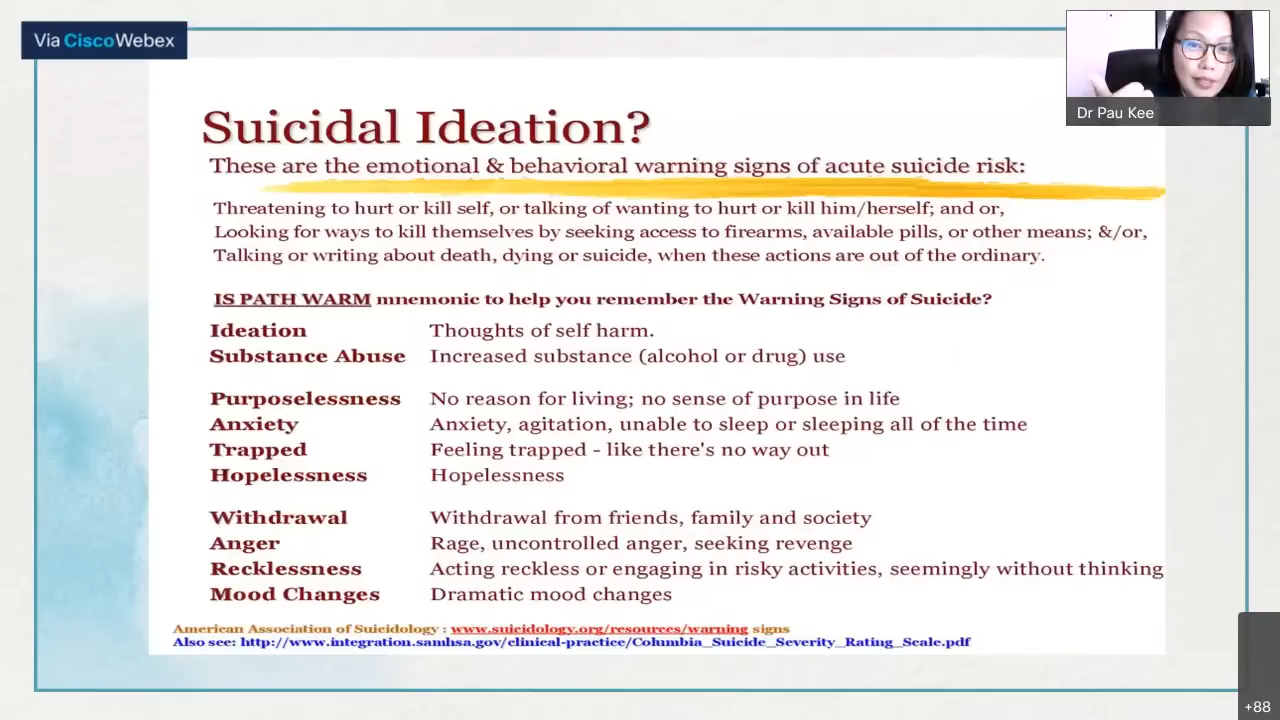 Via Cisco Webex
Dr Pau Kee
Suicidal Ideation?
These are the emotional & behavioral warning signs of acute suicide risk:
Threatening to hurt or kill self, or talking of wanting to hurt or kill him/herself; and or,
Looking for ways to kill themselves by seeking access to firearms, available pills, or other means; &/or,
Talking or writing about death, dying or suicide, when these actions are out of the ordinary.
IS PATH WARM mnemonic to help you remember the Warning Signs of Suicide?
Ideation Thoughts of self harm.
Substance Abuse Increased substance (alcohol or drug) use
Purposelessness No reason for living; no sense of purpose in life
Anxiety Anxiety, agitation, unable to sleep or sleeping all of the time
Trapped Feeling trapped - like there's no way out
Hopelessness Hopelessness
Withdrawal Withdrawal from friends, family and society
Anger Rage, uncontrolled anger, seeking revenge
Recklessness Acting reckless or engaging in risky activities, seemingly without thinking
Mood Changes Dramatic mood changes
American Association of Suicidology : www.suicidology.org/resources/warning signs
Also see: http://www.integration.samhsa.gov/clinical-practice/Columbia_Suicide_Severity_Rating_Scale.pdf
+88